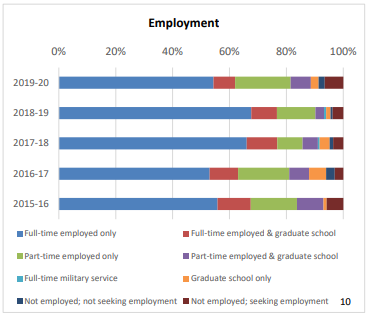 Employment
0% 20% 40% 60% 80% 100%
2019-20
2018-19
2017-18
2016-17
2015-16
Full-time employed only Full-time employed & graduate school
Part-time employed only Part-time employed & graduate school
Full-time military service Graduate school only
Not employed; not seeking employment Not employed; seeking employment 10